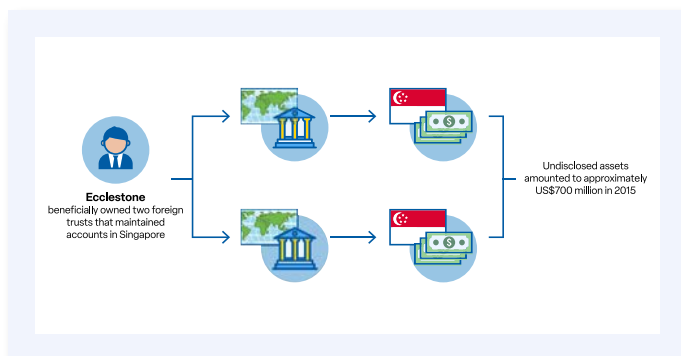 Ecclestone
beneficially owned two foreign
trusts that maintained
accounts in Singapore
Undisclosed assets
amounted to approximately
US$700 million in 2015